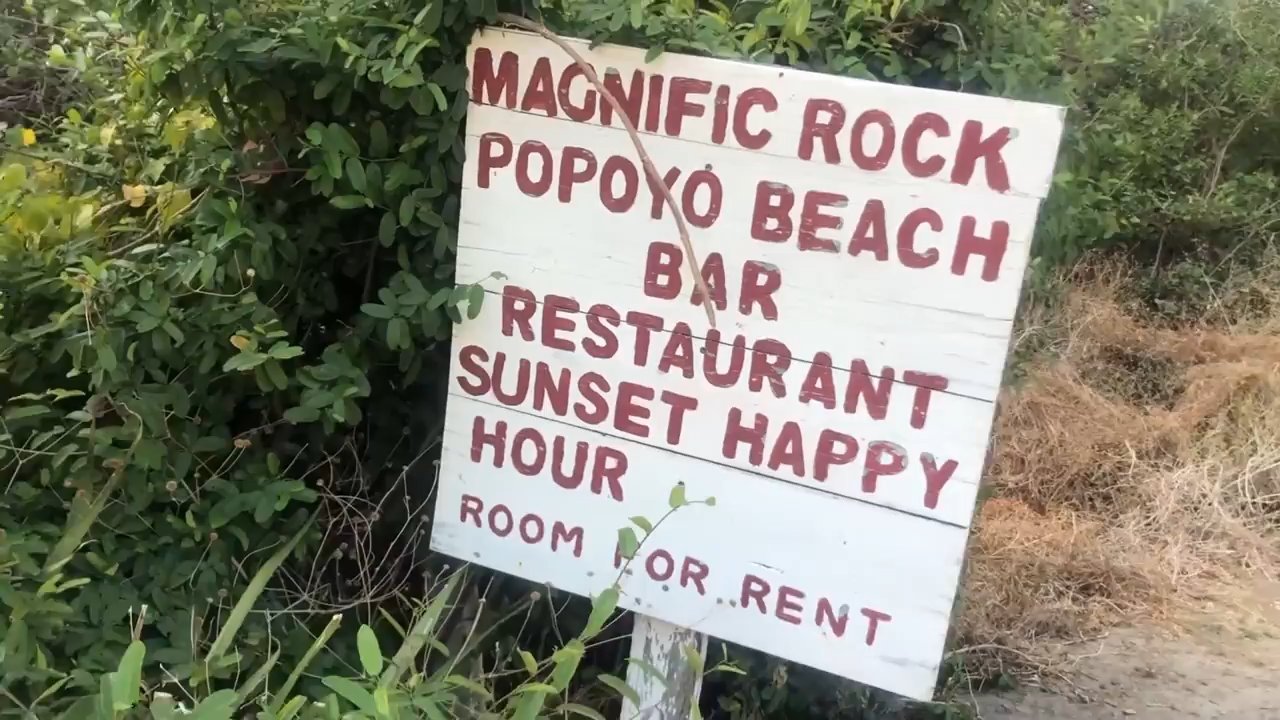 MAGNIFIC ROCK
POPOYO BEACH
BAR
RESTAURANT
SUNSET HAPPY
HOUR
ROOM FOR RENT